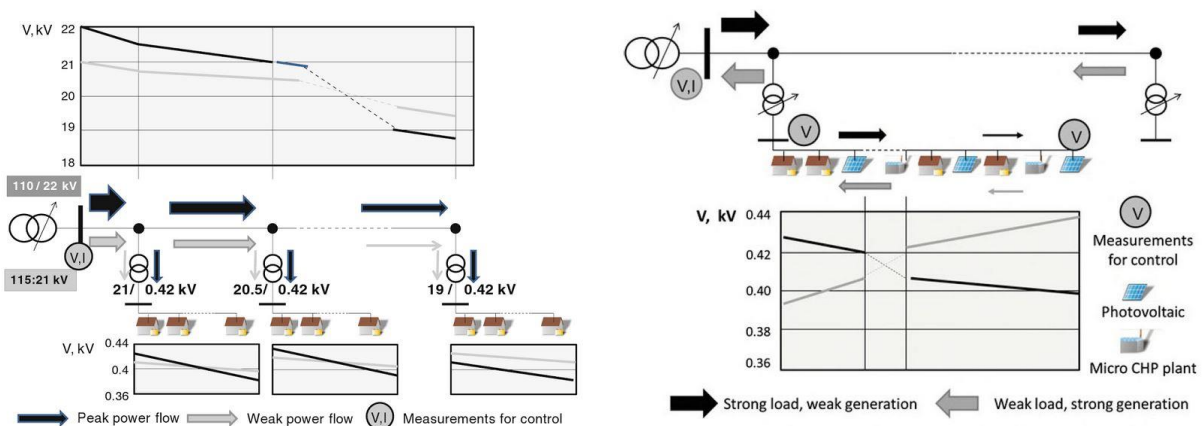 V, kV
22
21
20
19
18
110 / 22 kV
V,I
115:21 kV
21/ 0.42 kV
20.5/ 0.42 kV
19 / 0.42 kV
V, kV
0.44
0.4
0.36
Peak power flow
Weak power flow
V,I
Measurements for control
V,I
V
V
V, kV
0.44
0.42
0.40
0.38
0.36
V
Measurements
for control
Photovoltaic
Micro CHP plant
Strong load, weak generation
Weak load, strong generation